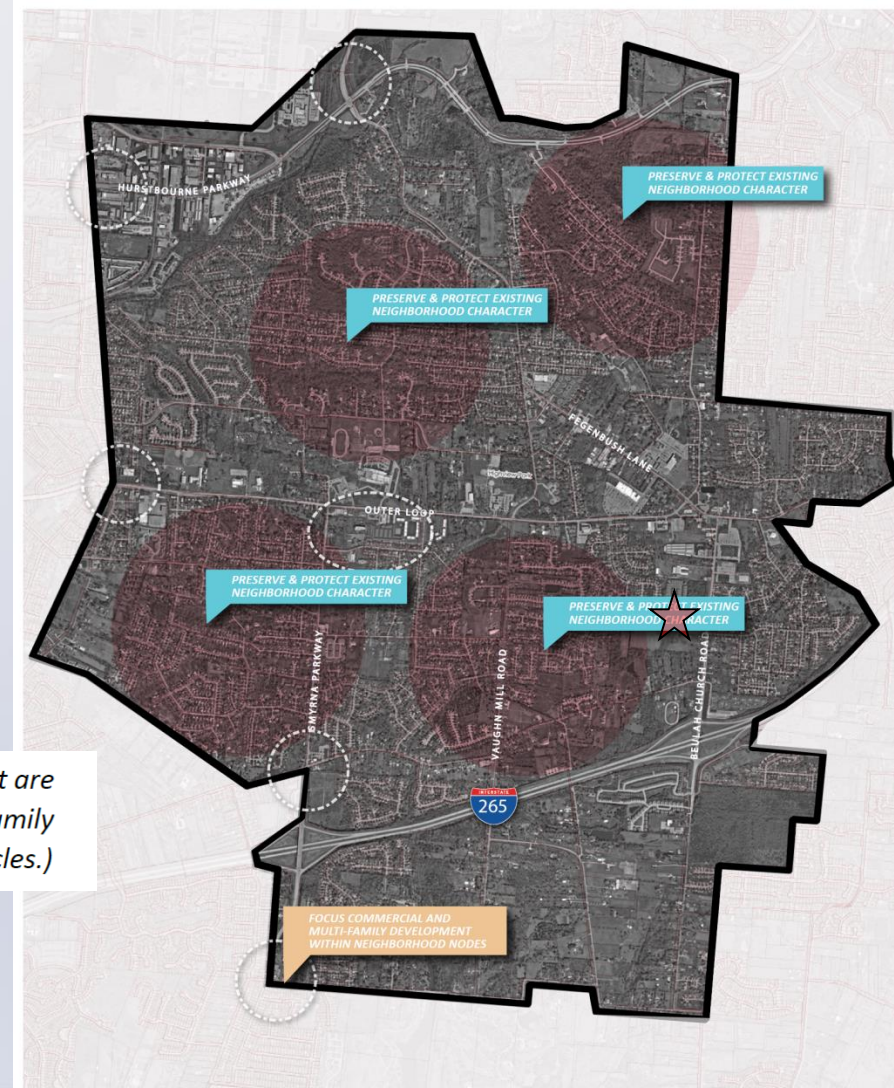 HURSTBOURNE PARKWAY
PRESERVE & PROTECT EXISTING
NEIGHBORHOOD CHARACTER
PRESERVE & PROTECT EXISTING
NEIGHBORHOOD CHARACTER
FEGENBUSH LANE
Highview Park
OUTER LOOP
PRESERVE & PROTECT EXISTING
NEIGHBORHOOD CHARACTER
PRESERVE & PROTECT EXISTING
NEIGHBORHOOD CHARACTER
SMYRNA PARKWAY
VAUGHN MILL ROAD
BEULAH CHURCH ROAD
t are
amily
cles.)
INTERSTATE
265
FOCUS COMMERCIAL AND
MULTI-FAMILY DEVELOPMENT
WITHIN NEIGHBORHOOD NODES